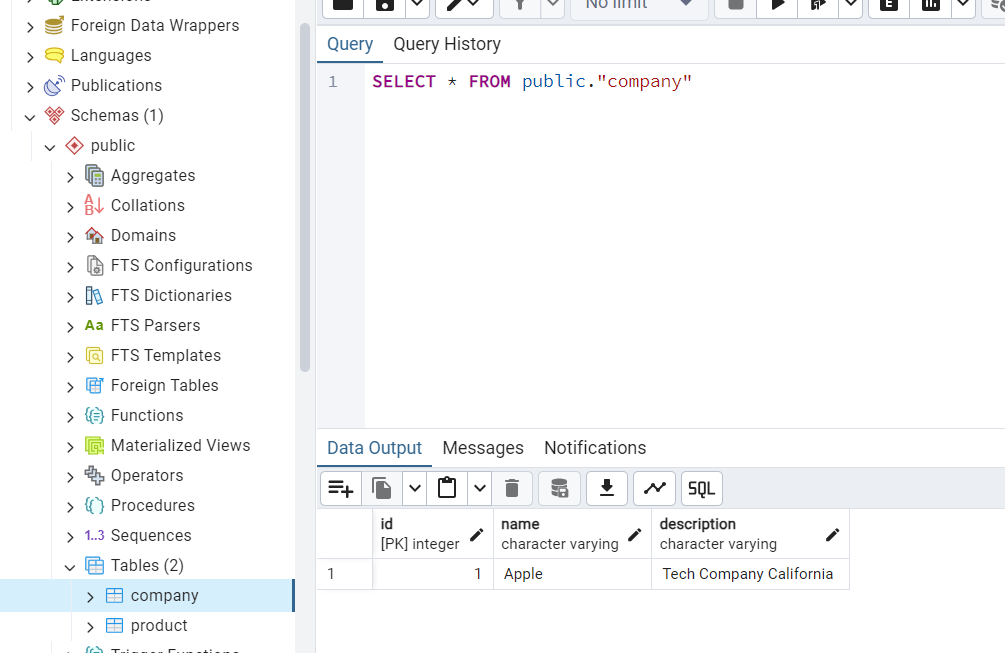 Extensions
Foreign Data Wrappers
Languages
Publications
Schemas (1)
public
Aggregates
Collations
Domains
FTS Configurations
FTS Dictionaries
Aa FTS Parsers
FTS Templates
Foreign Tables
Functions
Materialized Views
Operators
Procedures
1..3 Sequences
Tables (2)
company
product
Trigger Functions
No limit
E
Query Query History
1 SELECT * FROM public."company"
Data Output Messages Notifications
SQL
id name description
[PK] integer character varying character varying
1 1 Apple Tech Company California